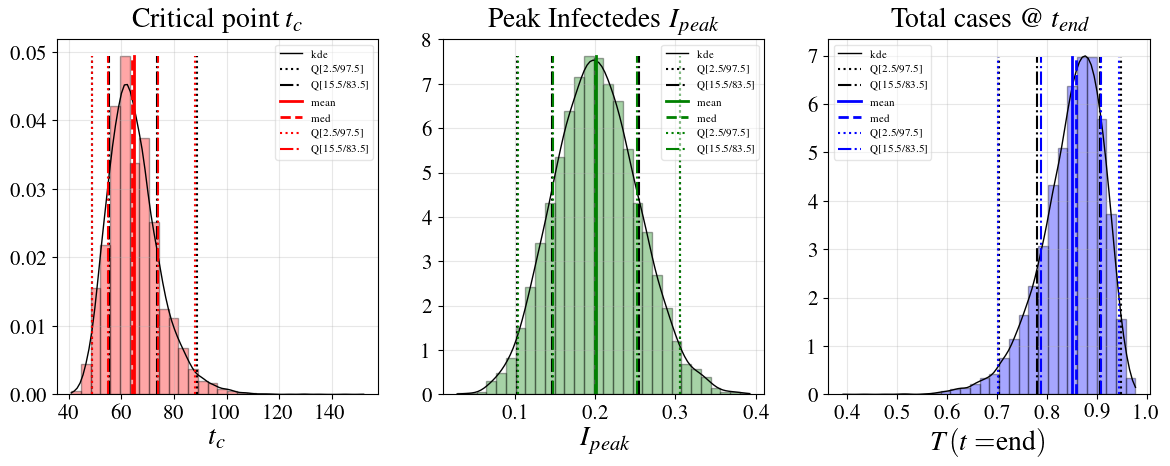 Critical point t_c
0.05
0.04
0.03
0.02
0.01
0.00
40 60 80 100 120 140
t_c
kde
Q[2.5/97.5]
Q[15.5/83.5]
mean
med
Q[2.5/97.5]
Q[15.5/83.5]
Peak Infectedes I_peak
8
7
6
5
4
3
2
1
0
0.1 0.2 0.3 0.4
I_peak
kde
Q[2.5/97.5]
Q[15.5/83.5]
mean
med
Q[2.5/97.5]
Q[15.5/83.5]
Total cases @ t_end
7
6
5
4
3
2
1
0
0.4 0.5 0.6 0.7 0.8 0.9 1.0
T(t =end)
kde
Q[2.5/97.5]
Q[15.5/83.5]
mean
med
Q[2.5/97.5]
Q[15.5/83.5]